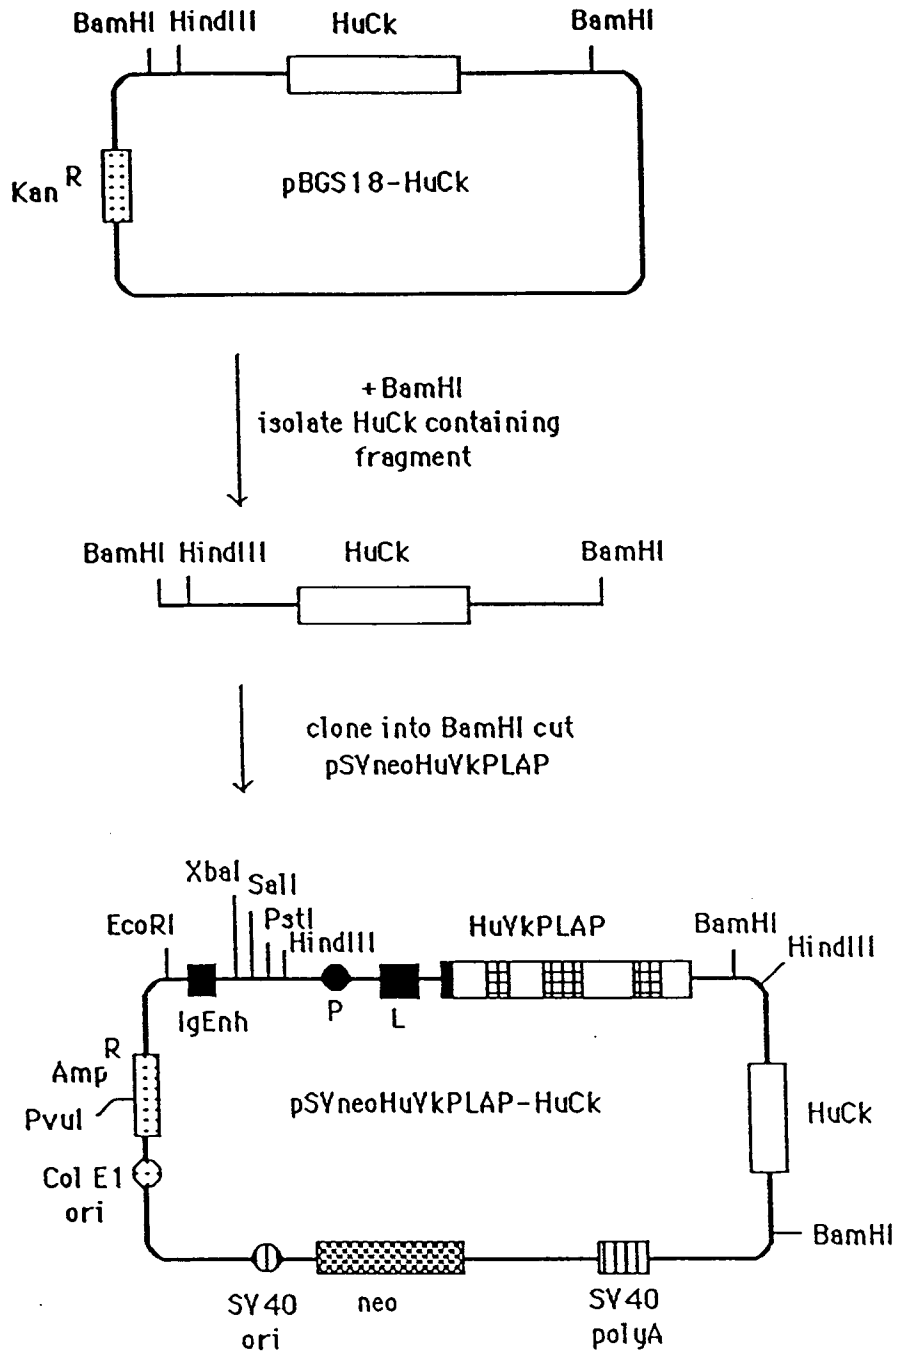 BamHI HindIII HuCk BamHI
Kan R
pBGS18-HuCk
+BamHI
isolate HuCk containing
fragment
BamHI HindIII HuCk BamHI
clone into BamHI cut
pSVneoHuVkPLAP
XbaI
SalI
PstI
HindIII
EcoRI
HuVkPLAP
BamHI
HindIII
IgEnh
P
L
Amp R
PvuI
pSVneoHuVkPLAP-HuCk
HuCk
Col E1
ori
BamHI
SV40
ori
neo
SV40
polyA